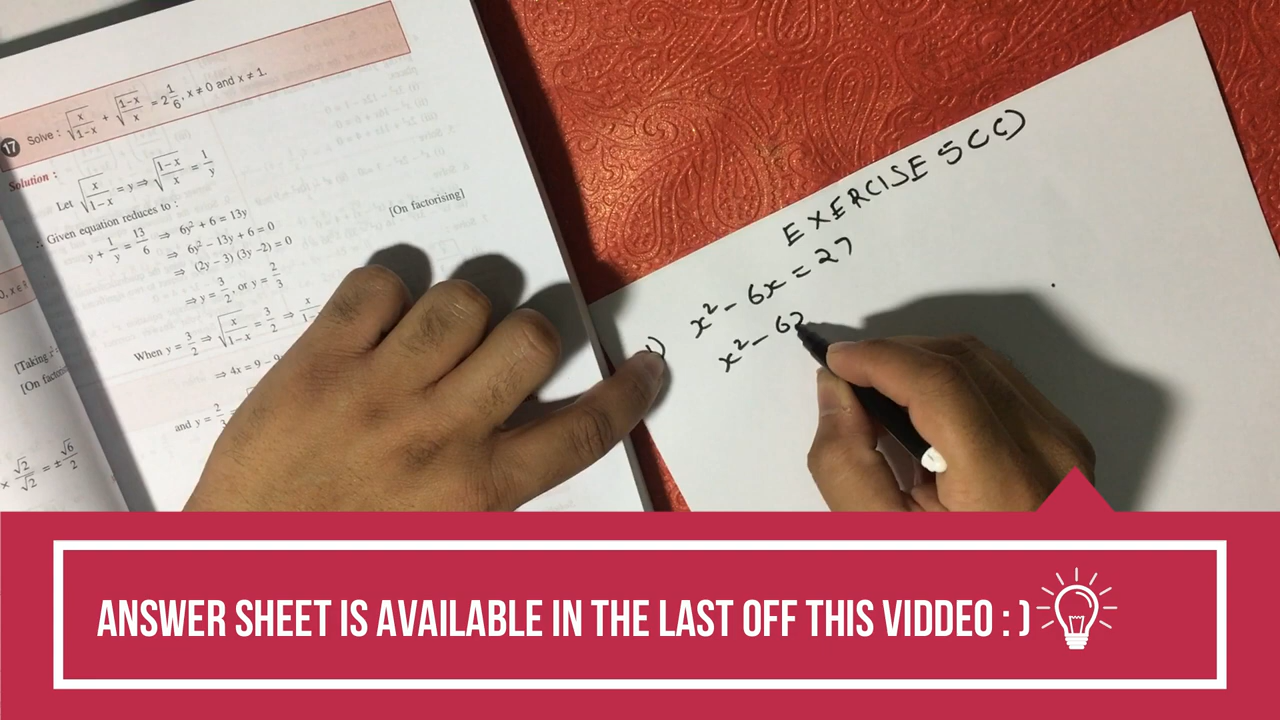 17 Solve : √x/1−x + √1−x/x = 2 1/6, x ≠ 0 and x ≠ 1.
Solution :
Let √x/1−x = y ⇒ √1−x/x = 1/y
∴ Given equation reduces to :
y + 1/y = 13/6 ⇒ 6y² + 6 = 13y
⇒ 6y² − 13y + 6 = 0
⇒ (2y − 3) (3y −2) = 0 [On factorising]
⇒ y = 3/2, or y = 2/3
When y = 3/2 ⇒ √x/1−x = 3/2 ⇒ x/1−
⇒ 4x = 9 − 9
and y = 2/3
[Taking
[On factor
× √2/√2 = ± √6/2
EXERCISE 5(C)
x² − 6x = 27
x² − 6
ANSWER SHEET IS AVAILABLE IN THE LAST OFF THIS VIDDEO : )